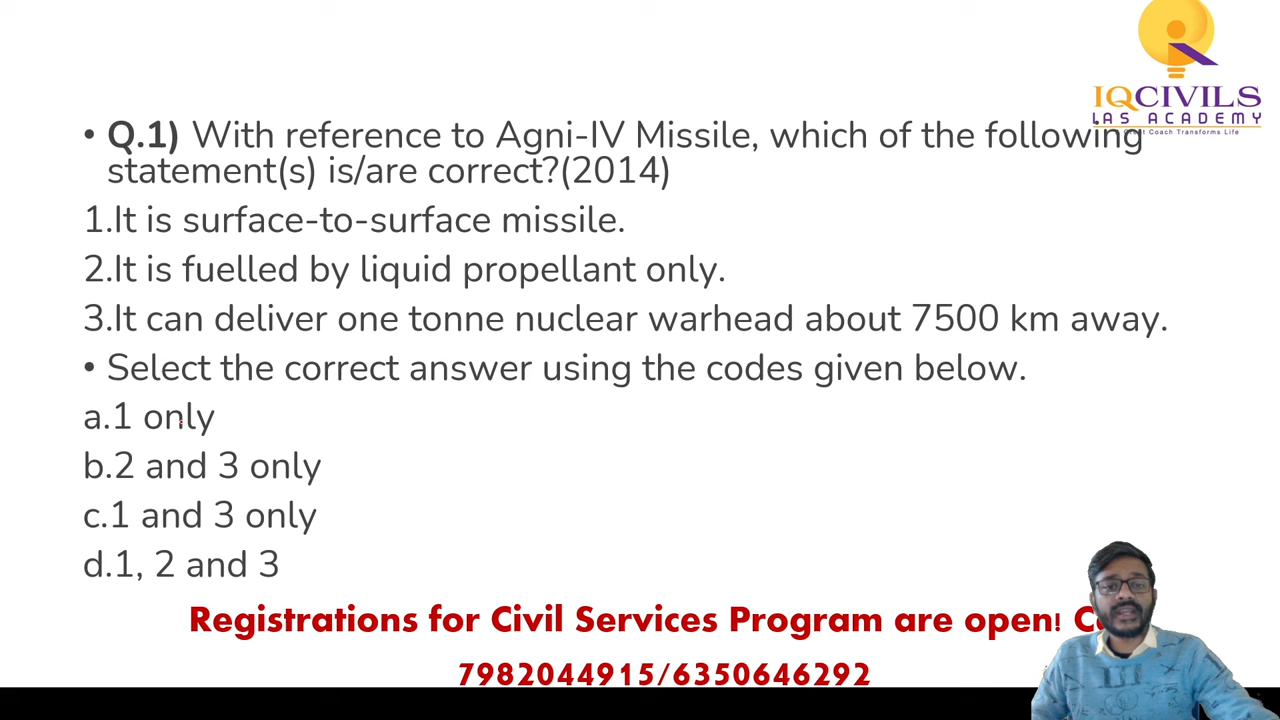 IQCIVILS
IAS ACADEMY
t Coach Transforms Life
• Q.1) With reference to Agni-IV Missile, which of the following
statement(s) is/are correct?(2014)
1.It is surface-to-surface missile.
2.It is fuelled by liquid propellant only.
3.It can deliver one tonne nuclear warhead about 7500 km away.
• Select the correct answer using the codes given below.
a.1 only
b.2 and 3 only
c.1 and 3 only
d.1, 2 and 3
Registrations for Civil Services Program are open!
7982044915/6350646292